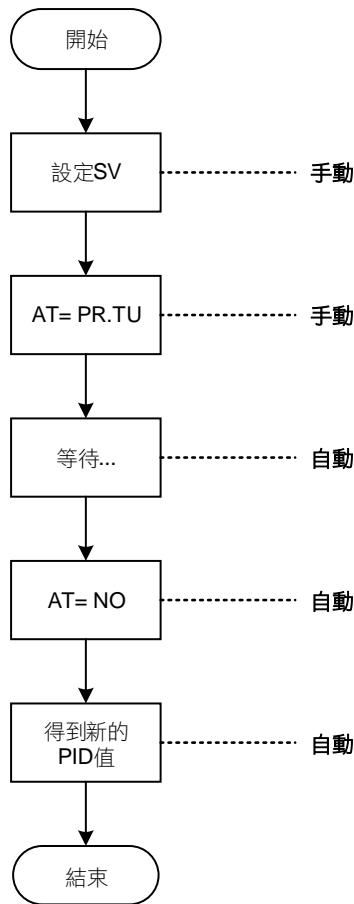 開始
設定SV
手動
AT= PR.TU
手動
等待...
自動
AT= NO
自動
得到新的
PID值
自動
結束